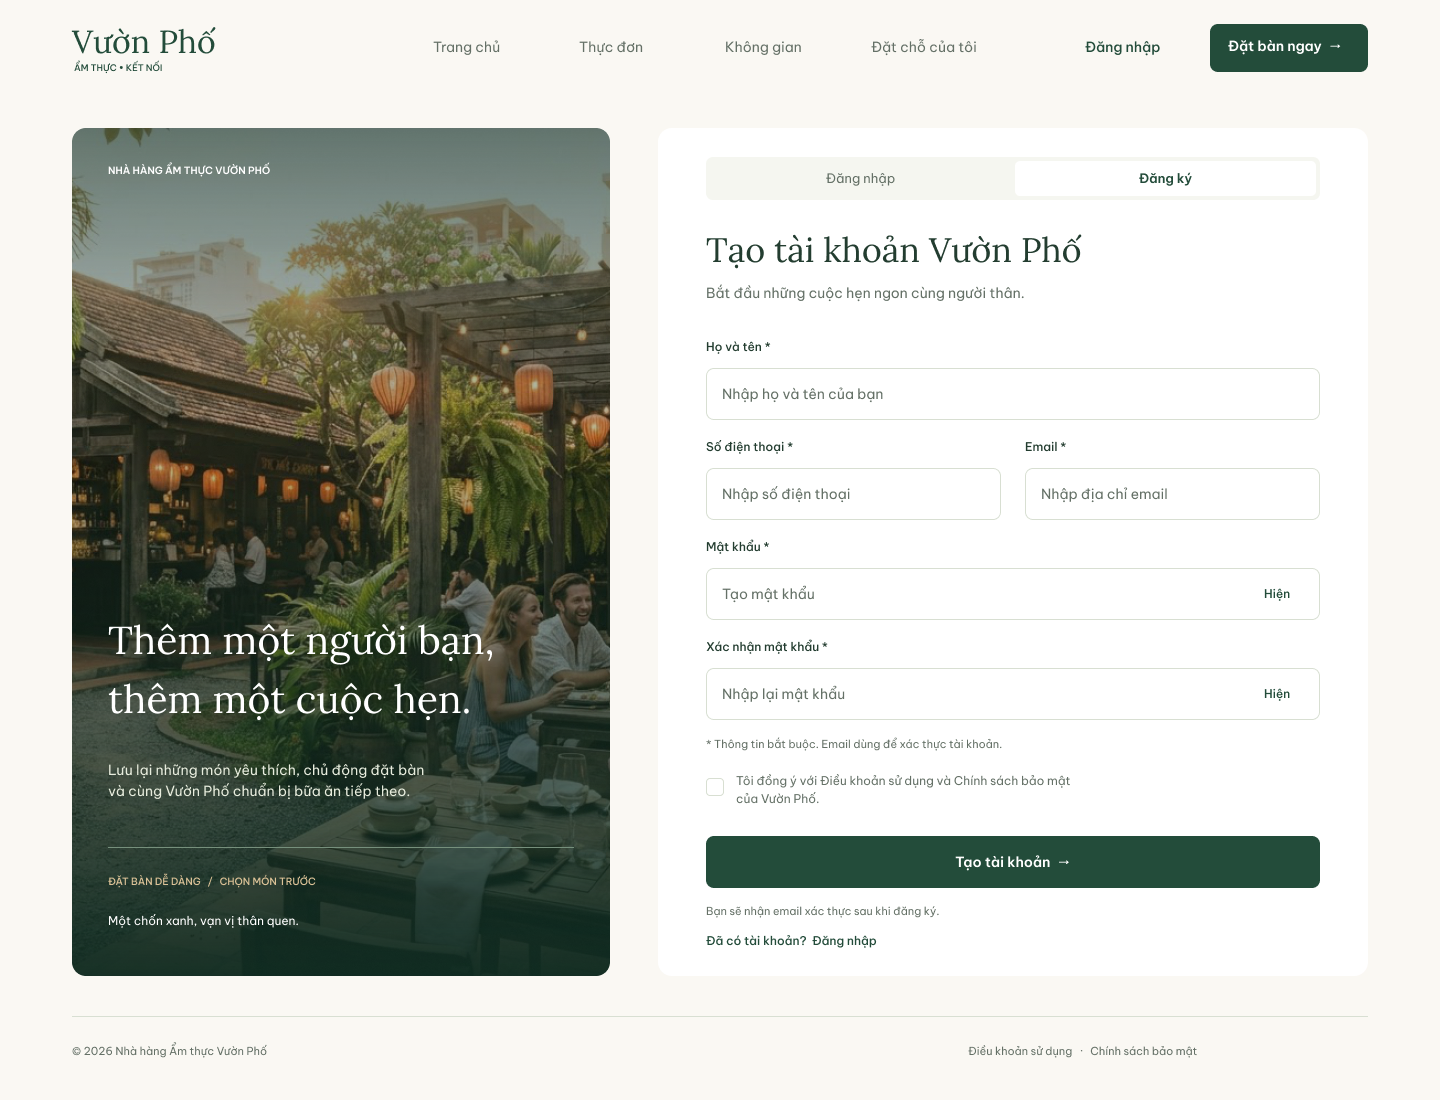 Vườn Phố
ẨM THỰC • KẾT NỐI
Trang chủ
Thực đơn
Không gian
Đặt chỗ của tôi
Đăng nhập
Đặt bàn ngay →
NHÀ HÀNG ẨM THỰC VƯỜN PHỐ
Thêm một người bạn,
thêm một cuộc hẹn.
Lưu lại những món yêu thích, chủ động đặt bàn
và cùng Vườn Phố chuẩn bị bữa ăn tiếp theo.
ĐẶT BÀN DỄ DÀNG / CHỌN MÓN TRƯỚC
Một chốn xanh, vạn vị thân quen.
Đăng nhập
Đăng ký
Tạo tài khoản Vườn Phố
Bắt đầu những cuộc hẹn ngon cùng người thân.
Họ và tên *
Nhập họ và tên của bạn
Số điện thoại *
Email *
Nhập số điện thoại
Nhập địa chỉ email
Mật khẩu *
Tạo mật khẩu
Hiện
Xác nhận mật khẩu *
Nhập lại mật khẩu
Hiện
* Thông tin bắt buộc. Email dùng để xác thực tài khoản.
Tôi đồng ý với Điều khoản sử dụng và Chính sách bảo mật
của Vườn Phố.
Tạo tài khoản →
Bạn sẽ nhận email xác thực sau khi đăng ký.
Đã có tài khoản? Đăng nhập
© 2026 Nhà hàng Ẩm thực Vườn Phố
Điều khoản sử dụng · Chính sách bảo mật